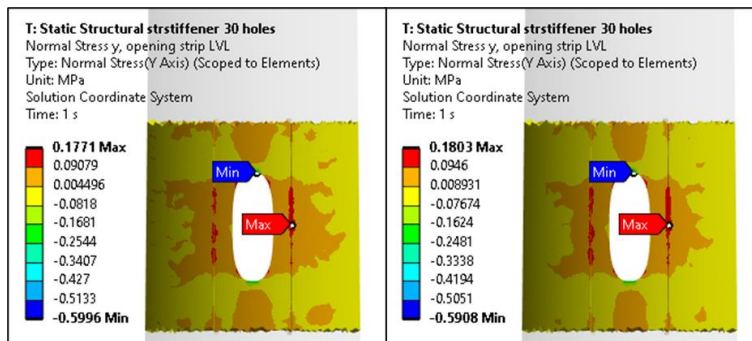 T: Static Structural strstiffener 30 holes
Normal Stress y, opening strip LVL
Type: Normal Stress(Y Axis) (Scoped to Elements)
Unit: MPa
Solution Coordinate System
Time: 1 s
0.1771 Max
0.09079
0.004496
-0.0818
-0.1681
-0.2544
-0.3407
-0.427
-0.5133
-0.5996 Min
Min
Max
T: Static Structural strstiffener 30 holes
Normal Stress y, opening strip LVL
Type: Normal Stress(Y Axis) (Scoped to Elements)
Unit: MPa
Solution Coordinate System
Time: 1 s
0.1803 Max
0.0946
0.008931
-0.07674
-0.1624
-0.2481
-0.3338
-0.4194
-0.5051
-0.5908 Min
Min
Max